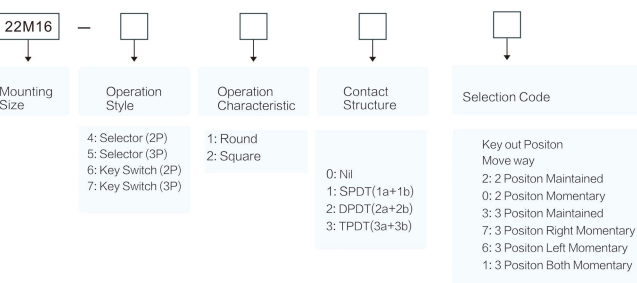 22M16 –
Mounting
Size
Operation
Style
4: Selector (2P)
5: Selector (3P)
6: Key Switch (2P)
7: Key Switch (3P)
Operation
Characteristic
1: Round
2: Square
Contact
Structure
0: Nil
1: SPDT(1a+1b)
2: DPDT(2a+2b)
3: TPDT(3a+3b)
Selection Code
Key out Positon
Move way
2: 2 Positon Maintained
0: 2 Positon Momentary
3: 3 Positon Maintained
7: 3 Positon Right Momentary
6: 3 Positon Left Momentary
1: 3 Positon Both Momentary